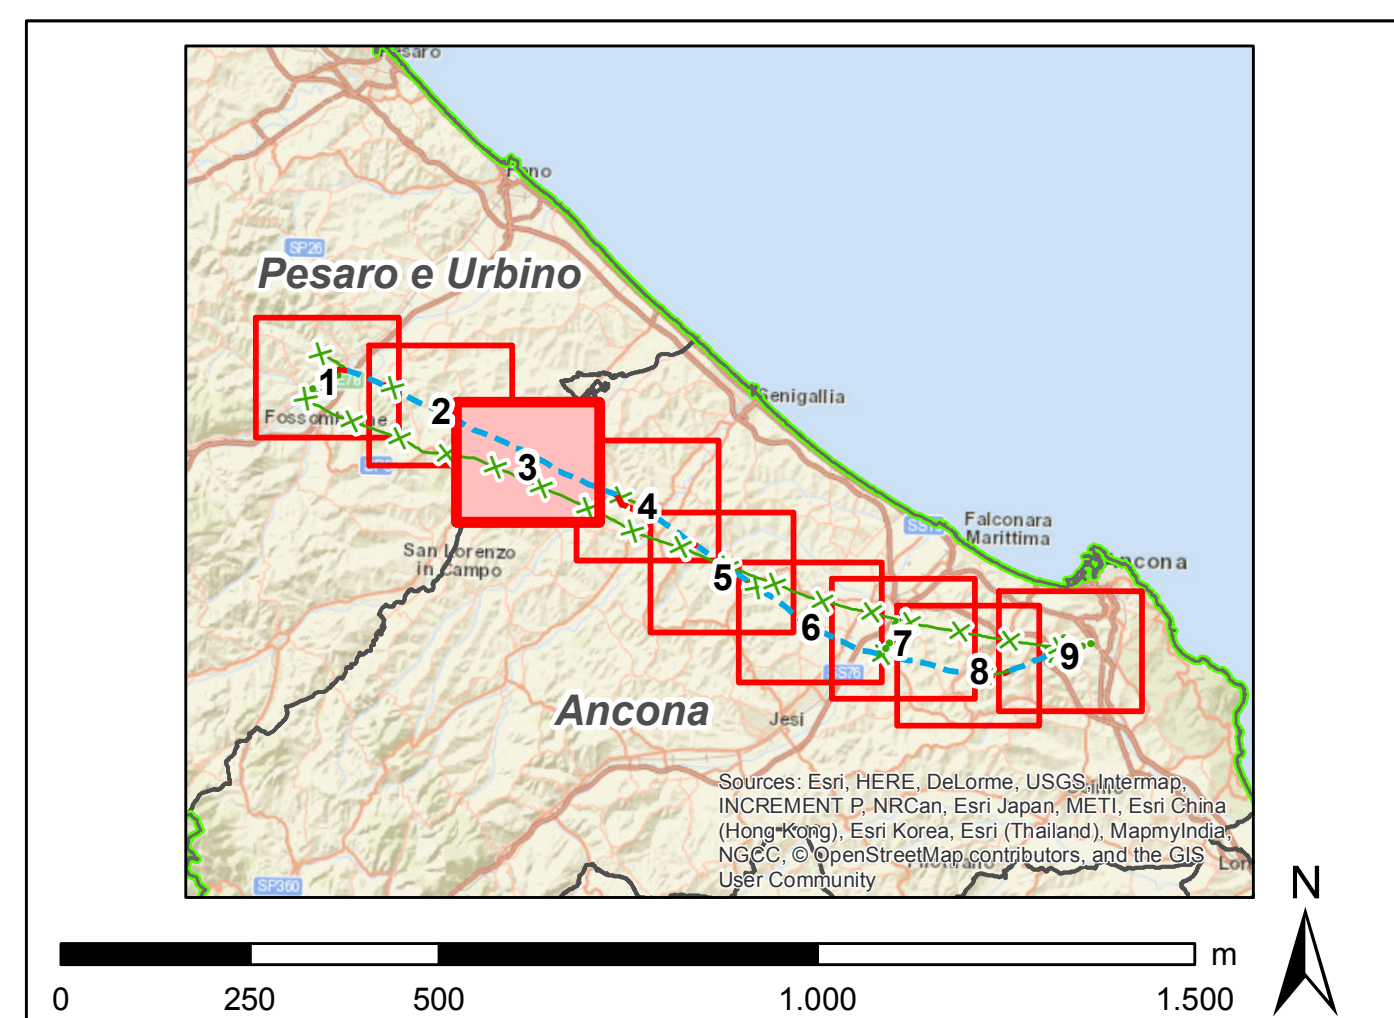 Pesaro
Fano
SP26
Pesaro e Urbino
1
2
Fossombrone
Senigallia
3
4
San Lorenzo
in Campo
Falconara
Marittima
Ancona
5
6
7
8
9
SS76
Ancona
Jesi
Sources: Esri, HERE, DeLorme, USGS, Intermap,
INCREMENT P, NRCan, Esri Japan, METI, Esri China
(Hong Kong), Esri Korea, Esri (Thailand), MapmyIndia,
NGCC, © OpenStreetMap contributors, and the GIS
User Community
SP360
Lor
N
m
0 250 500 1.000 1.500